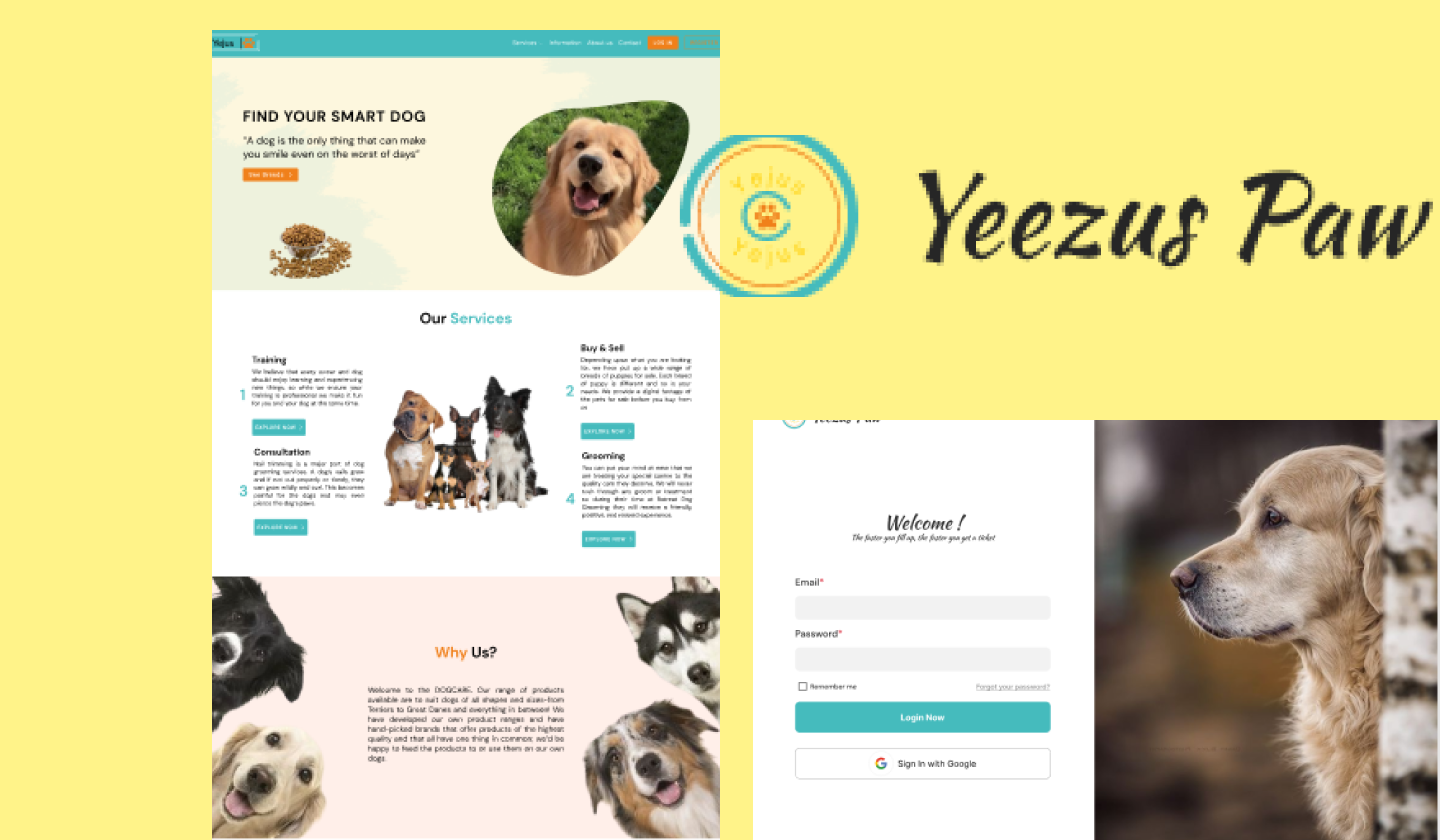 Yejus
Services Information About us Contact LOG IN
FIND YOUR SMART DOG
"A dog is the only thing that can make
you smile even on the worst of days"
See Breeds >
Yejus
Yejus
Yeezus Paw
Our Services
1
Training
We believe that every owner and dog
should enjoy learning and experiencing
new things, so while we ensure your
training is professional we make it fun
for you and your dog at the same time.
EXPLORE NOW >
2
Buy & Sell
Depending upon what you are looking
for, we have put up a wide range of
breeds of puppies for sale. Each breed
of puppy is different and so is your
needs. We provide a digital footage of
the pets for sale before you buy from
us
EXPLORE NOW >
3
Consultation
Nail trimming is a major part of dog
grooming services. A dog's nails grow
and if not cut properly or timely, they
can grow wildly and curl. This becomes
painful for the dogs and may even
pierce the dog's paws.
EXPLORE NOW >
4
Grooming
You can put your mind at ease that we
are treating your special canine to the
quality care they deserve. We will never
rush through any groom or treatment
so during their time at Retreat Dog
Grooming they will receive a friendly
positive, and relaxed experience.
EXPLORE NOW >
Why Us?
Welcome to the DOGCARE. Our range of products
available are to suit dogs of all shapes and sizes-from
Terriers to Great Danes and everything in between! We
have developed our own product ranges and have
hand-picked brands that offer products of the highest
quality and that all have one thing in common; we'd be
happy to feed the products to or use them on our own
dogs.
Yeezus Paw
Welcome !
The faster you fill up, the faster you get a ticket
Email*
Password*
Remember me Forgot your password?
Login Now
Sign In with Google